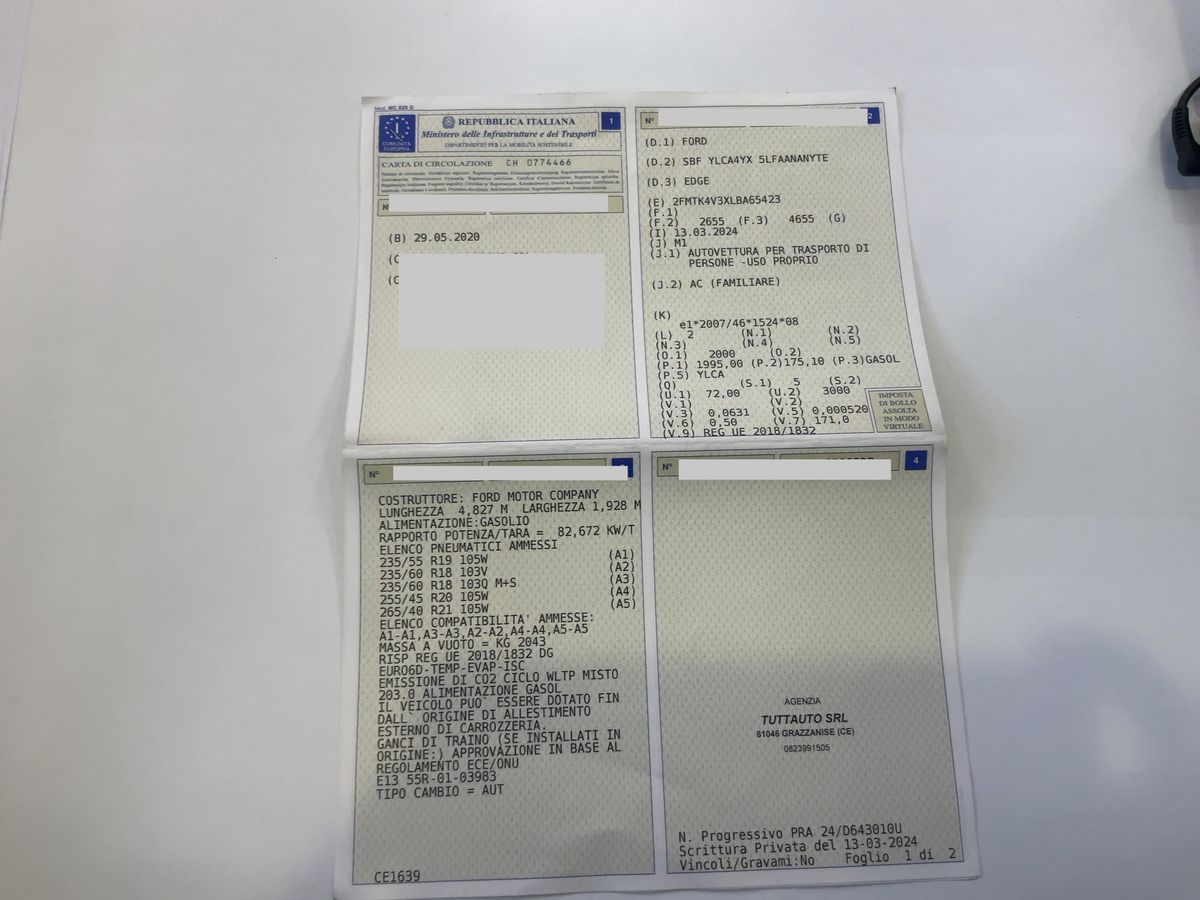 Mod. MC 820 D
COMUNITÀ
EUROPEA
REPUBBLICA ITALIANA
1
Ministero delle Infrastrutture e dei Trasporti
DIPARTIMENTO PER LA MOBILITÀ SOSTENIBILE
CARTA DI CIRCOLAZIONE CH 0774466
N°
(B) 29.05.2020
N°
2
(D.1) FORD
(D.2) SBF YLCA4YX 5LFAANANYTE
(D.3) EDGE
(E) 2FMTK4V3XLBA65423
(F.1)
(F.2) 2655 (F.3) 4655 (G)
(I) 13.03.2024
(J) M1
(J.1) AUTOVETTURA PER TRASPORTO DI
PERSONE -USO PROPRIO
(J.2) AC (FAMILIARE)
(K)
e1*2007/46*1524*08
(L) 2 (N.1) (N.2)
(N.3) (N.4) (N.5)
(O.1) 2000 (O.2)
(P.1) 1995,00 (P.2)175,10 (P.3)GASOL
(P.5) YLCA
(Q) (S.1) 5 (S.2)
(U.1) 72,00 (U.2) 3000
(V.1) (V.2)
(V.3) 0,0631 (V.5) 0,000520
(V.6) 0,50 (V.7) 171,0
(V.9) REG UE 2018/1832
IMPOSTA
DI BOLLO
ASSOLTA
IN MODO
VIRTUALE
N°
COSTRUTTORE: FORD MOTOR COMPANY
LUNGHEZZA 4,827 M LARGHEZZA 1,928 M
ALIMENTAZIONE:GASOLIO
RAPPORTO POTENZA/TARA = 82,672 KW/T
ELENCO PNEUMATICI AMMESSI
235/55 R19 105W (A1)
235/60 R18 103V (A2)
235/60 R18 103Q M+S (A3)
255/45 R20 105W (A4)
265/40 R21 105W (A5)
ELENCO COMPATIBILITA' AMMESSE:
A1-A1,A3-A3,A2-A2,A4-A4,A5-A5
MASSA A VUOTO = KG 2043
RISP REG UE 2018/1832 DG
EURO6D-TEMP-EVAP-ISC
EMISSIONE DI CO2 CICLO WLTP MISTO
203.0 ALIMENTAZIONE GASOL
IL VEICOLO PUO` ESSERE DOTATO FIN
DALL` ORIGINE DI ALLESTIMENTO
ESTERNO DI CARROZZERIA.
GANCI DI TRAINO (SE INSTALLATI IN
ORIGINE:) APPROVAZIONE IN BASE AL
REGOLAMENTO ECE/ONU
E13 55R-01-03983
TIPO CAMBIO = AUT
CE1639
N°
4
AGENZIA
TUTTAUTO SRL
81046 GRAZZANISE (CE)
0823991505
N. Progressivo PRA 24/D643010U
Scrittura Privata del 13-03-2024
Vincoli/Gravami:No Foglio 1 di 2